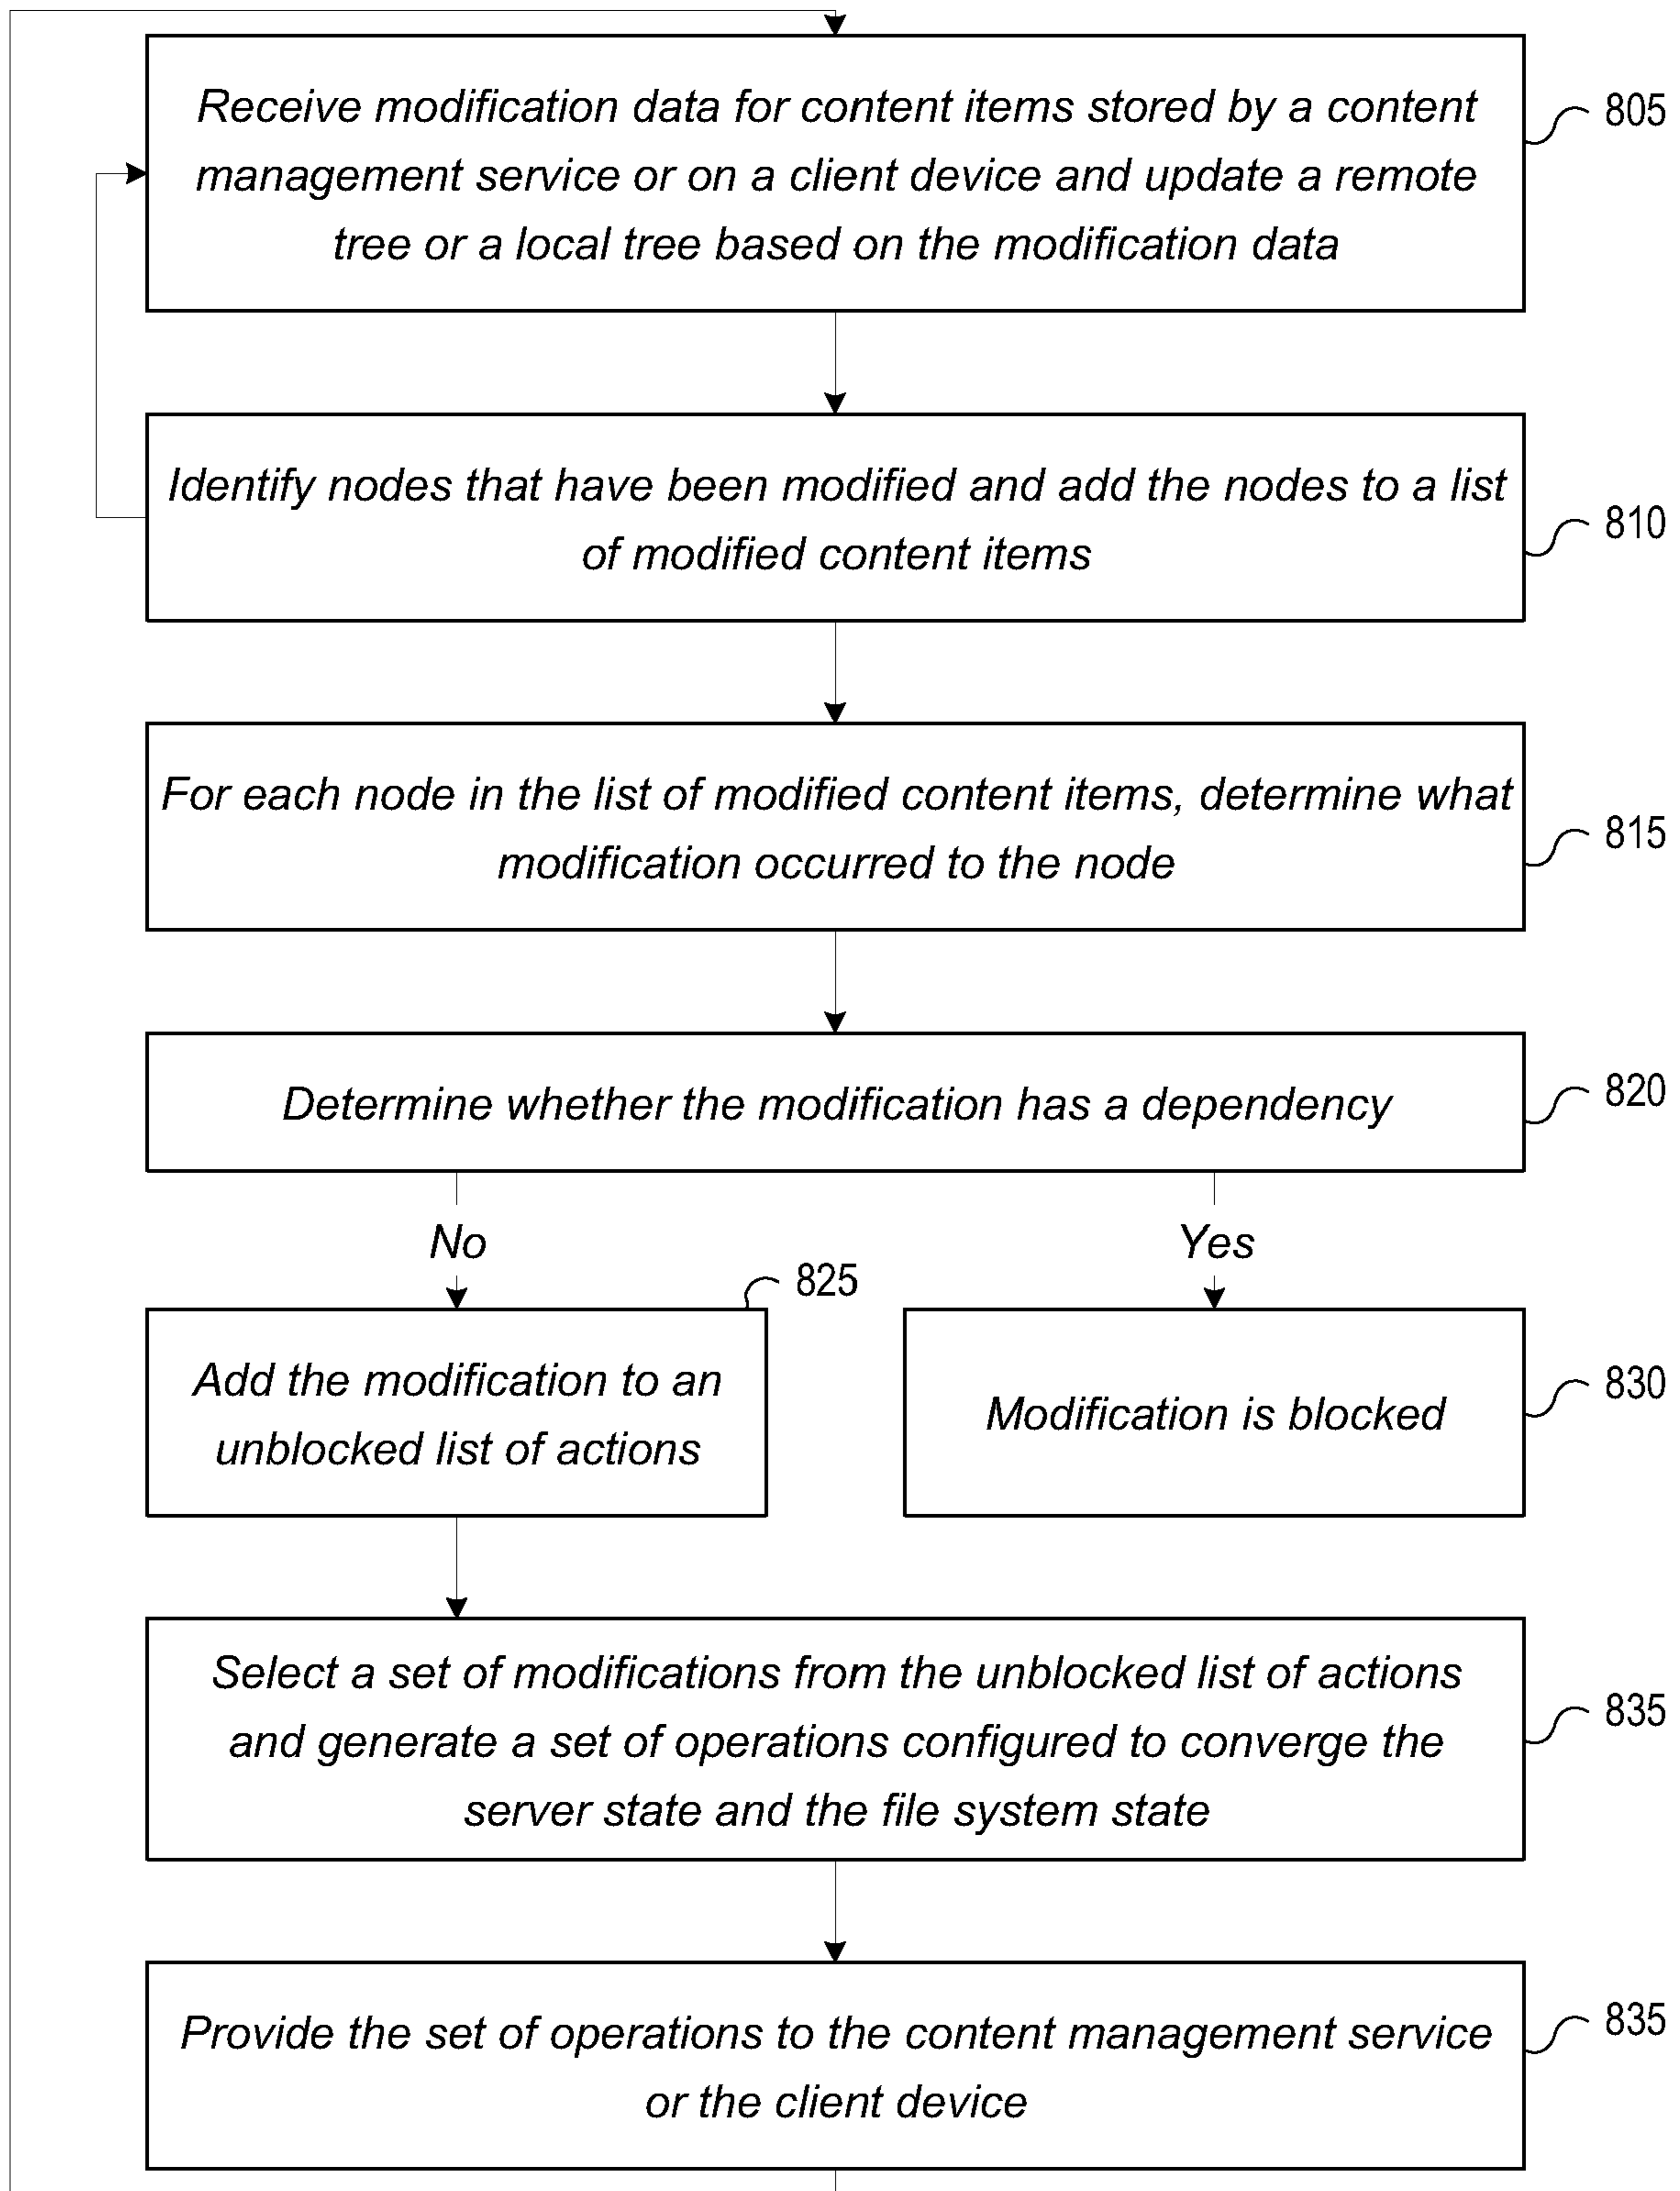 Receive modification data for content items stored by a content
management service or on a client device and update a remote
tree or a local tree based on the modification data
805
Identify nodes that have been modified and add the nodes to a list
of modified content items
810
For each node in the list of modified content items, determine what
modification occurred to the node
815
Determine whether the modification has a dependency
820
No
Yes
825
Add the modification to an
unblocked list of actions
Modification is blocked
830
Select a set of modifications from the unblocked list of actions
and generate a set of operations configured to converge the
server state and the file system state
835
Provide the set of operations to the content management service
or the client device
835